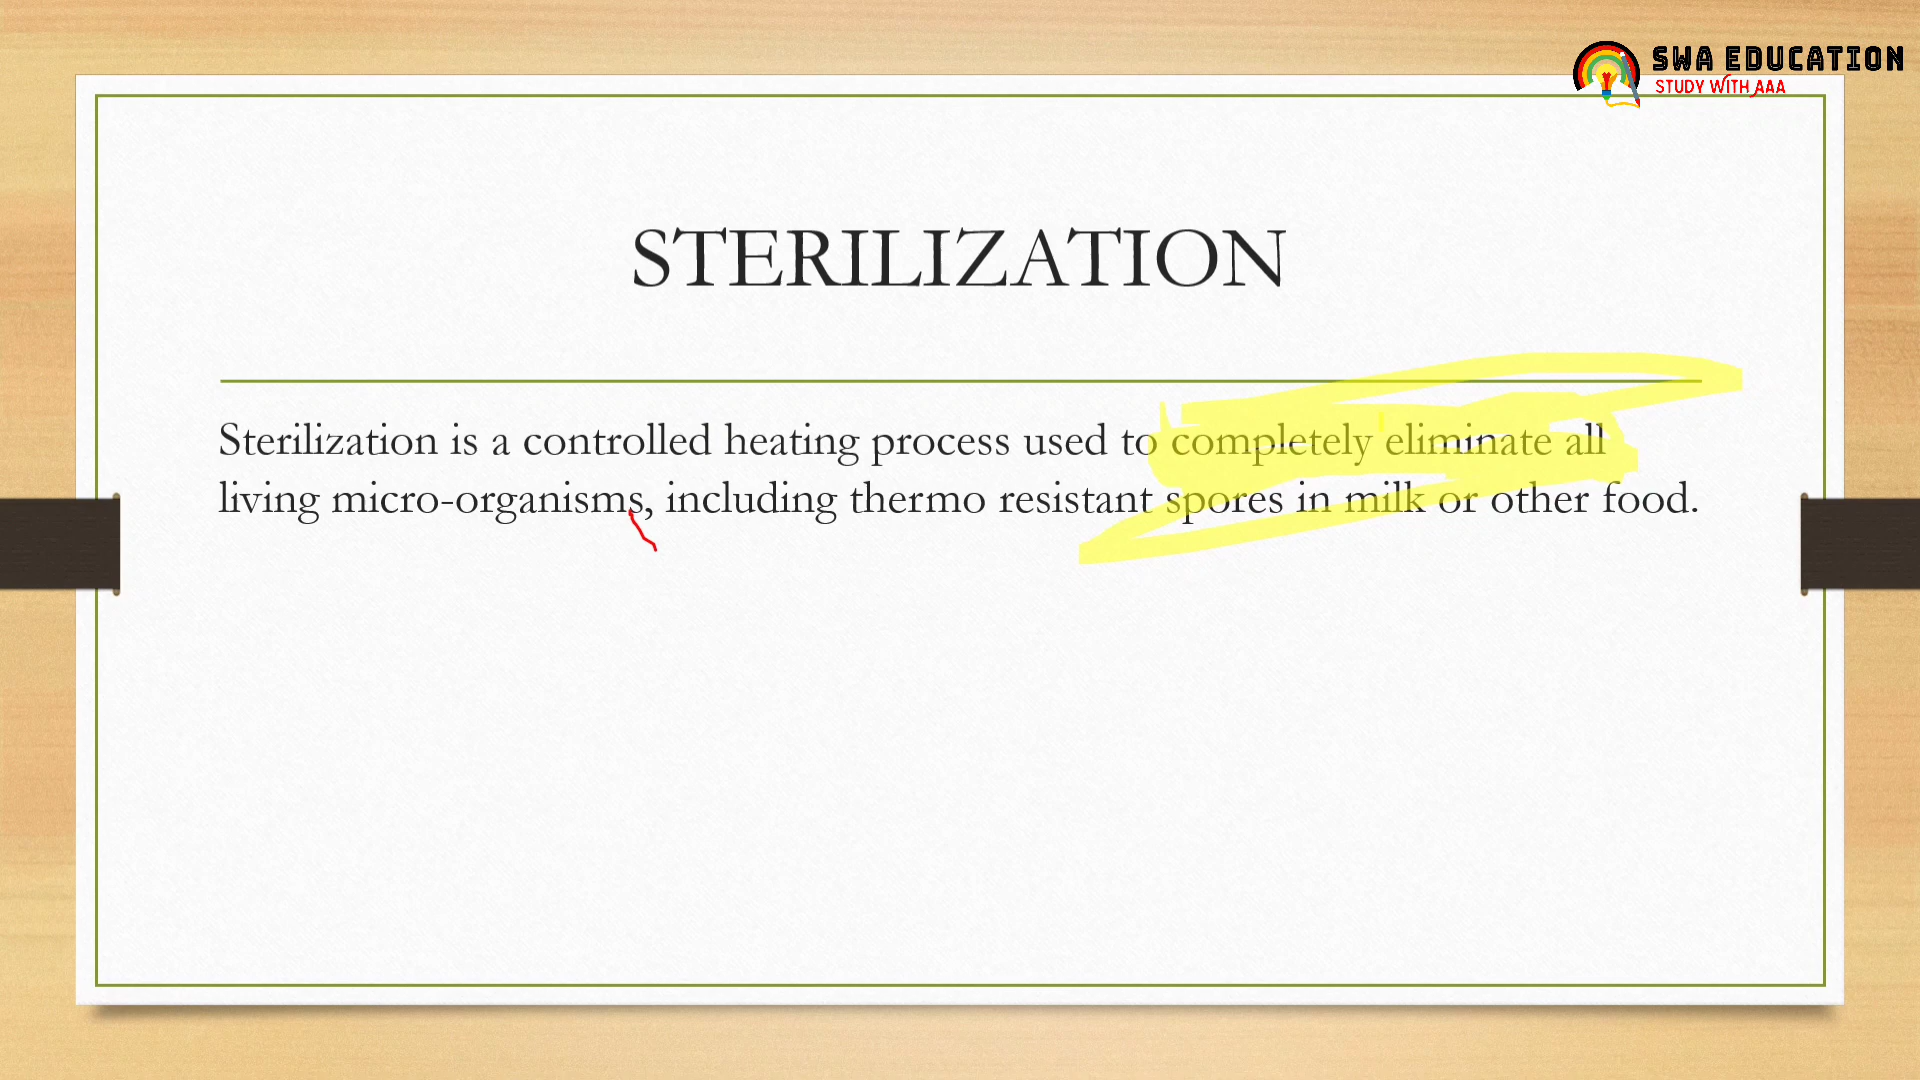 SWA EDUCATION
STUDY WITH AAA
STERILIZATION
Sterilization is a controlled heating process used to completely eliminate all
living micro-organisms, including thermo resistant spores in milk or other food.